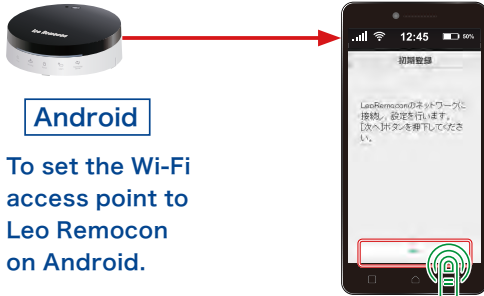 Leo Remocon
12:45
50%
初期登録
LeoRemoconのネットワークに
接続し、設定を行います。
[次へ]ボタンを押下してくださ
い。
Android
To set the Wi-Fi
access point to
Leo Remocon
on Android.